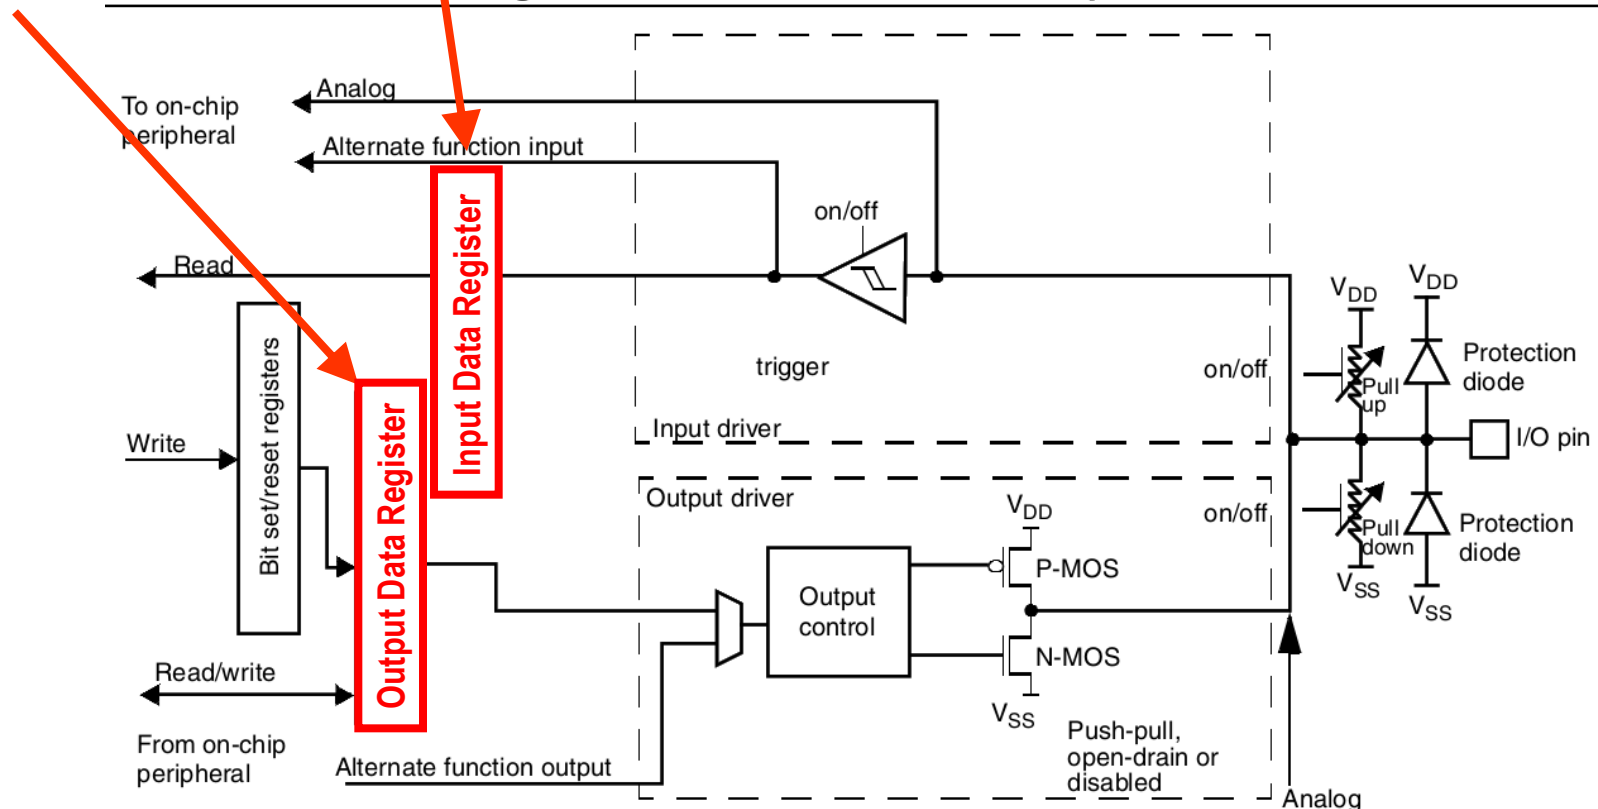 Analog
To on-chip
peripheral
Alternate function input
on/off
Read
Input Data Register
trigger
Input driver
VDD
VDD
on/off
Pull
up
Protection
diode
I/O pin
Bit set/reset registers
Write
Output Data Register
Output driver
VDD
on/off
Pull
down
Protection
diode
VSS
VSS
P-MOS
Output
control
N-MOS
VSS
Read/write
From on-chip
peripheral
Alternate function output
Push-pull,
open-drain or
disabled
Analog